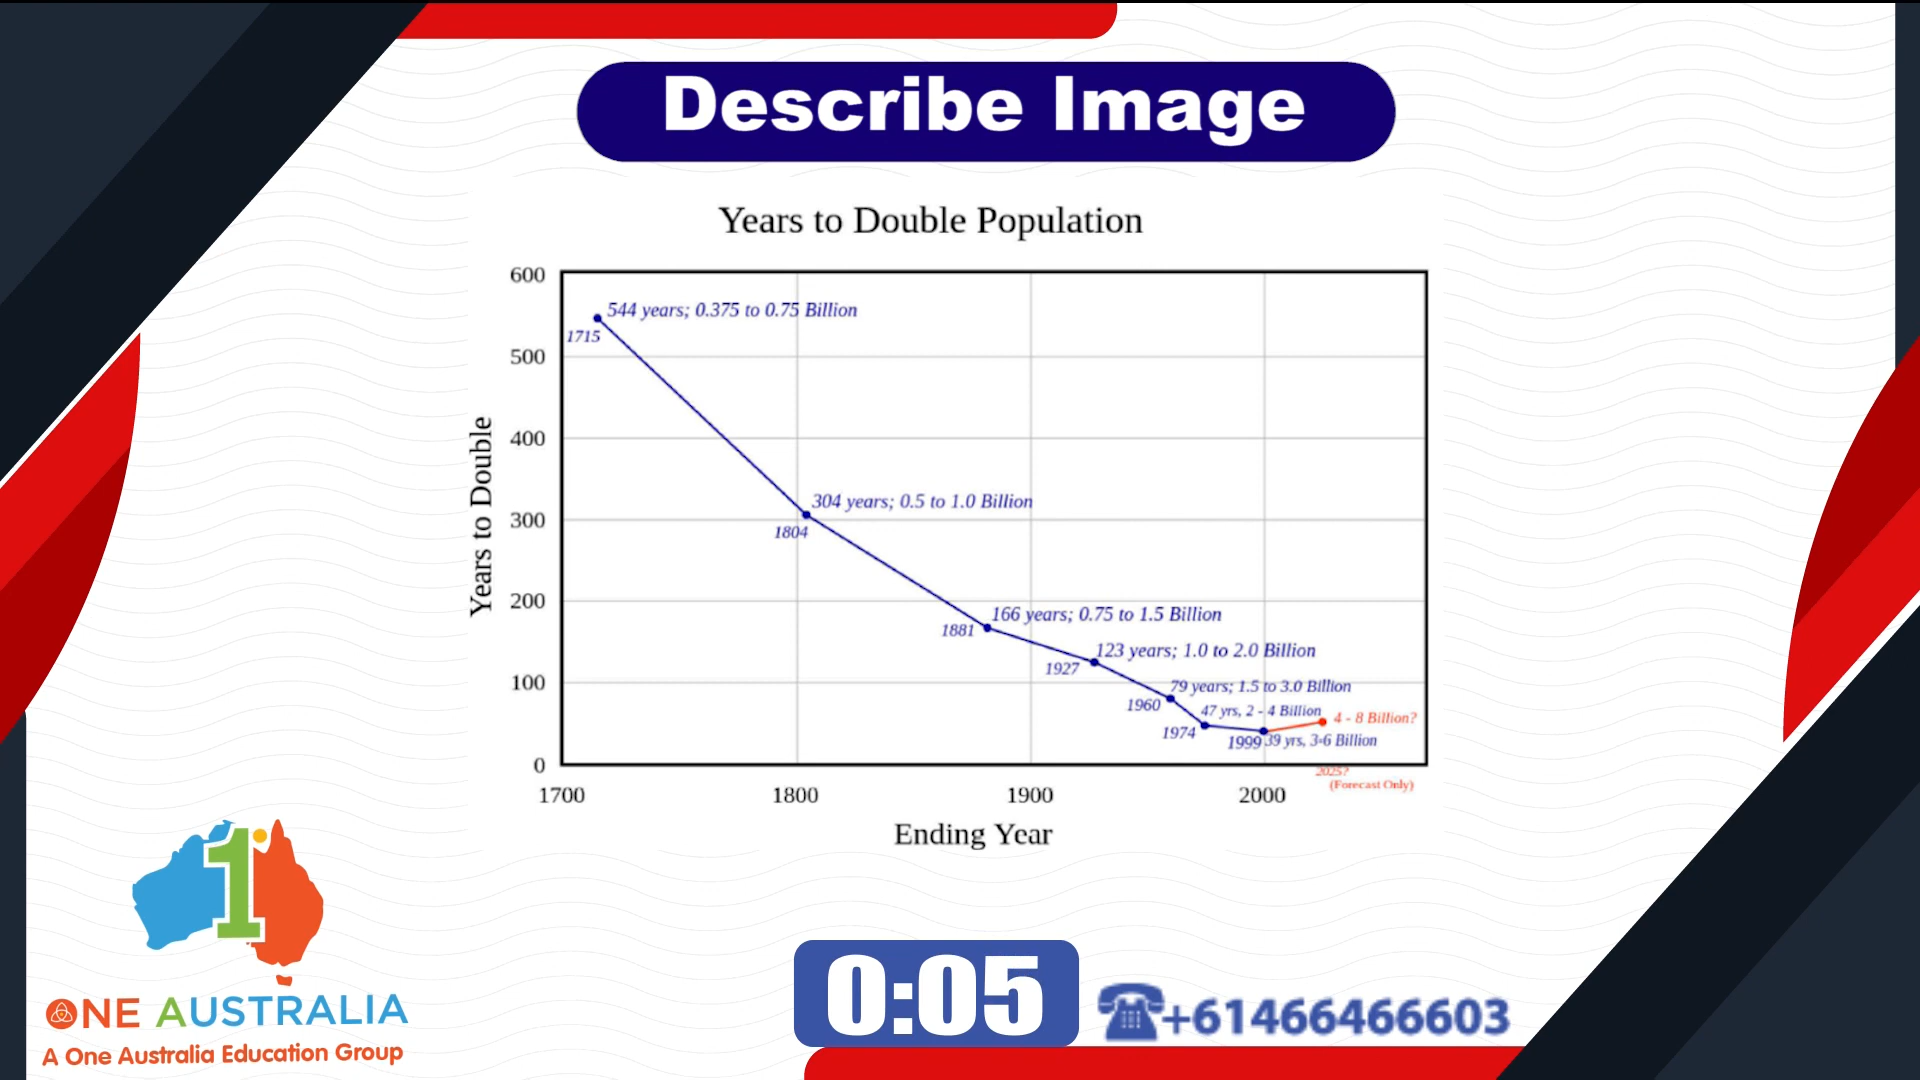 Describe Image
Years to Double Population
600
500
400
300
200
100
0
Years to Double
544 years; 0.375 to 0.75 Billion
1715
304 years; 0.5 to 1.0 Billion
1804
166 years; 0.75 to 1.5 Billion
1881
123 years; 1.0 to 2.0 Billion
1927
79 years; 1.5 to 3.0 Billion
1960
47 yrs, 2 - 4 Billion
1974
4 - 8 Billion?
1999
39 yrs, 3-6 Billion
2025?
(Forecast Only)
1700 1800 1900 2000
Ending Year
1
ONE AUSTRALIA
A One Australia Education Group
0:05
+61466466603